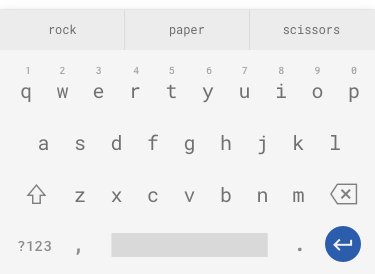 rock paper scissors
1 2 3 4 5 6 7 8 9 0
q w e r t y u i o p
a s d f g h j k l
z x c v b n m
?123 , .